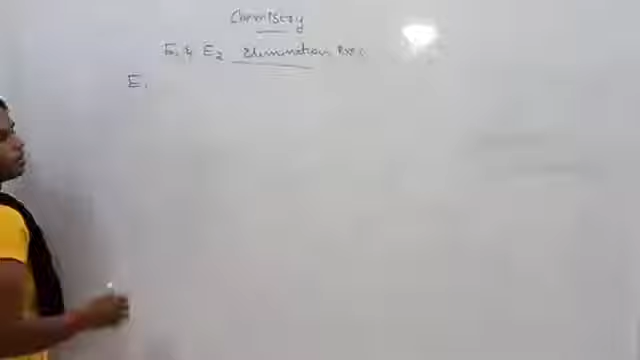 Chemistry
E₁ & E₂ Elimination Rxn
E₁